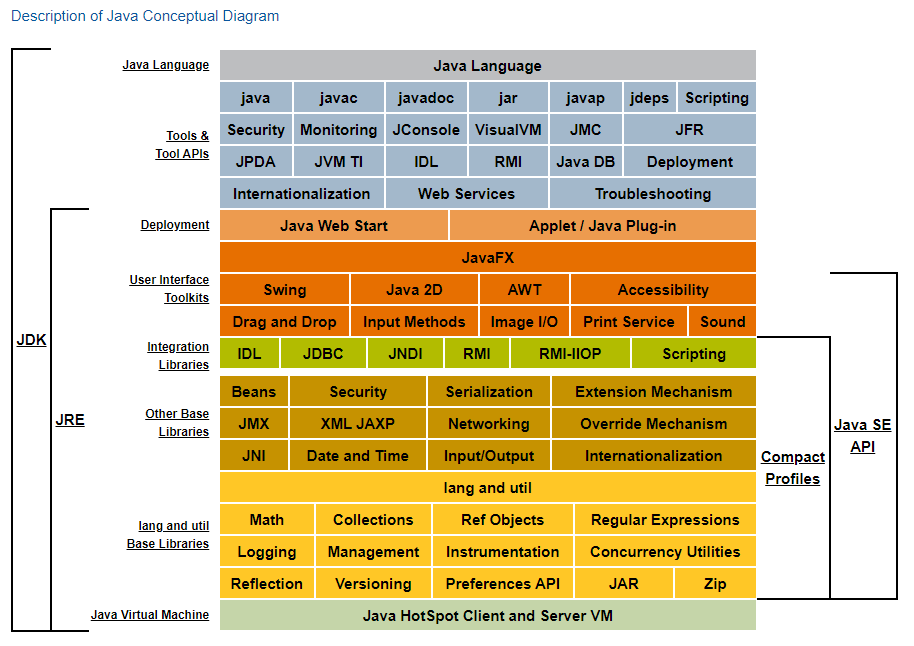 Description of Java Conceptual Diagram
Java Language
Java Language
java javac javadoc jar javap jdeps Scripting
Tools &
Tool APIs
Security Monitoring JConsole VisualVM JMC JFR
JPDA JVM TI IDL RMI Java DB Deployment
Internationalization Web Services Troubleshooting
Deployment
Java Web Start Applet / Java Plug-in
JavaFX
User Interface
Toolkits
Swing Java 2D AWT Accessibility
Drag and Drop Input Methods Image I/O Print Service Sound
Integration
Libraries
IDL JDBC JNDI RMI RMI-IIOP Scripting
Other Base
Libraries
Beans Security Serialization Extension Mechanism
JMX XML JAXP Networking Override Mechanism
JNI Date and Time Input/Output Internationalization
lang and util
lang and util
Base Libraries
Math Collections Ref Objects Regular Expressions
Logging Management Instrumentation Concurrency Utilities
Reflection Versioning Preferences API JAR Zip
Java Virtual Machine
Java HotSpot Client and Server VM
JDK
JRE
Compact
Profiles
Java SE
API